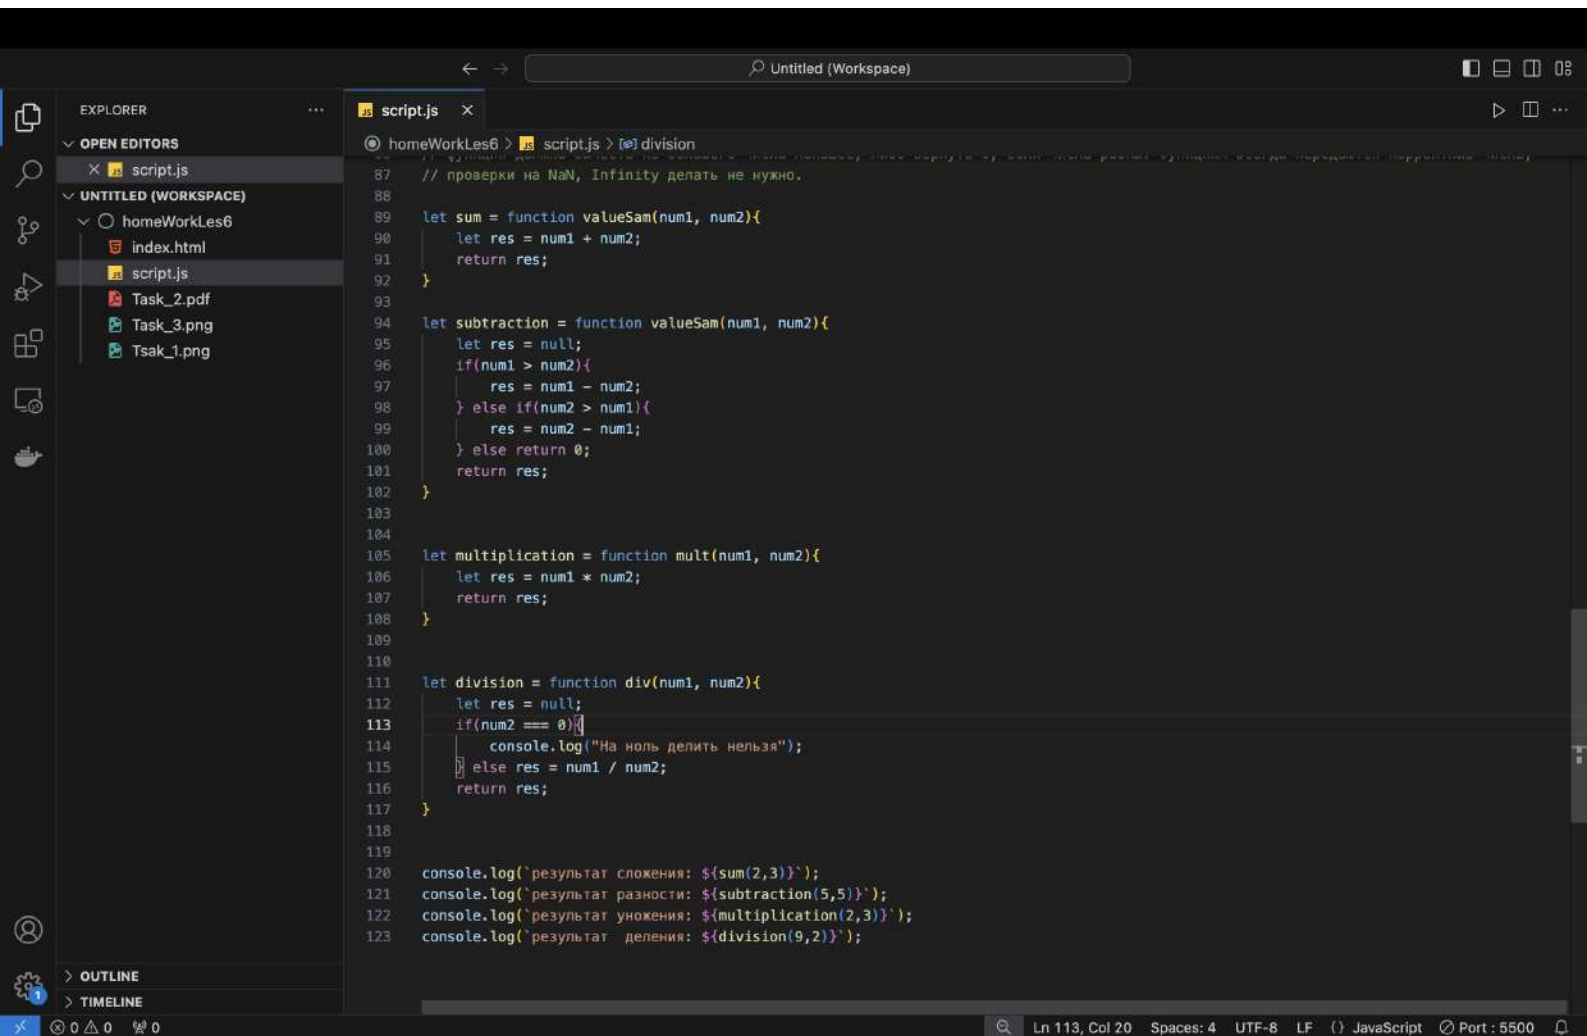 Untitled (Workspace)
EXPLORER
script.js
OPEN EDITORS
script.js
UNTITLED (WORKSPACE)
homeWorkLes6
index.html
script.js
Task_2.pdf
Task_3.png
Tsak_1.png
OUTLINE
TIMELINE
homeWorkLes6 > script.js > division
87 // проверки на NaN, Infinity делать не нужно.
88
89 let sum = function valueSam(num1, num2){
90 let res = num1 + num2;
91 return res;
92 }
93
94 let subtraction = function valueSam(num1, num2){
95 let res = null;
96 if(num1 > num2){
97 res = num1 - num2;
98 } else if(num2 > num1){
99 res = num2 - num1;
100 } else return 0;
101 return res;
102 }
103
104
105 let multiplication = function mult(num1, num2){
106 let res = num1 * num2;
107 return res;
108 }
109
110
111 let division = function div(num1, num2){
112 let res = null;
113 if(num2 === 0){
114 console.log("На ноль делить нельзя");
115 } else res = num1 / num2;
116 return res;
117 }
118
119
120 console.log(`результат сложения: ${sum(2,3)}`);
121 console.log(`результат разности: ${subtraction(5,5)}`);
122 console.log(`результат уножения: ${multiplication(2,3)}`);
123 console.log(`результат  деления: ${division(9,2)}`);
1
0 0 0 Ln 113, Col 20 Spaces: 4 UTF-8 LF {} JavaScript Port : 5500